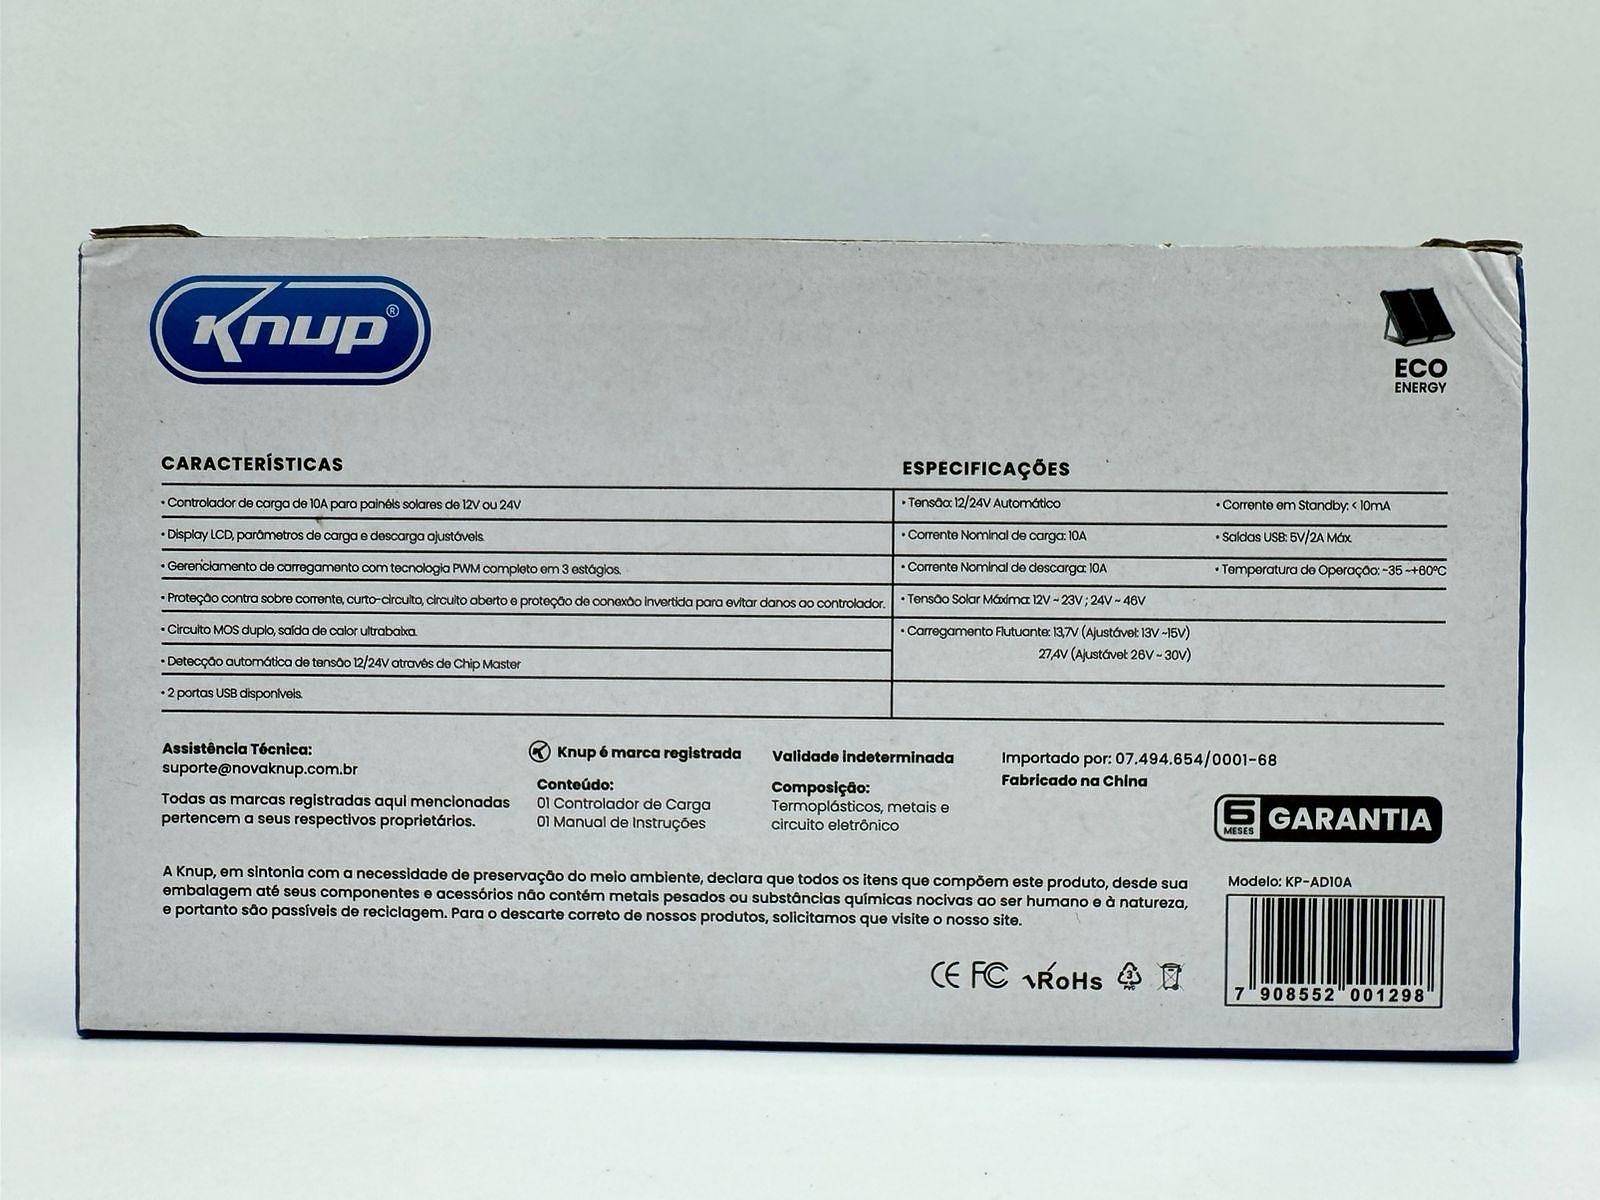 Knup®
ECO
ENERGY
CARACTERÍSTICAS
• Controlador de carga de 10A para painéis solares de 12V ou 24V
• Display LCD, parâmetros de carga e descarga ajustáveis.
• Gerenciamento de carregamento com tecnologia PWM completo em 3 estágios.
• Proteção contra sobre corrente, curto-circuito, circuito aberto e proteção de conexão invertida para evitar danos ao controlador.
• Circuito MOS duplo, saída de calor ultrabaixa.
• Detecção automática de tensão 12/24V através de Chip Master
• 2 portas USB disponíveis.
ESPECIFICAÇÕES
• Tensão: 12/24V Automático
• Corrente Nominal de carga: 10A
• Corrente Nominal de descarga: 10A
• Tensão Solar Máxima: 12V ~ 23V ; 24V ~ 46V
• Carregamento Flutuante: 13,7V (Ajustável: 13V ~15V)
27,4V (Ajustável: 26V ~ 30V)
• Corrente em Standby: < 10mA
• Saídas USB: 5V/2A Máx.
• Temperatura de Operação: -35 ~+60ºC
Assistência Técnica:
suporte@novaknup.com.br
Todas as marcas registradas aqui mencionadas
pertencem a seus respectivos proprietários.
Knup é marca registrada
Conteúdo:
01 Controlador de Carga
01 Manual de Instruções
Validade indeterminada
Composição:
Termoplásticos, metais e
circuito eletrônico
Importado por: 07.494.654/0001-68
Fabricado na China
6 MESES GARANTIA
A Knup, em sintonia com a necessidade de preservação do meio ambiente, declara que todos os itens que compõem este produto, desde sua
embalagem até seus componentes e acessórios não contém metais pesados ou substâncias químicas nocivas ao ser humano e à natureza,
e portanto são passíveis de reciclagem. Para o descarte correto de nossos produtos, solicitamos que visite o nosso site.
CE FC RoHs 3 PVC
Modelo: KP-AD10A
7 908552 001298